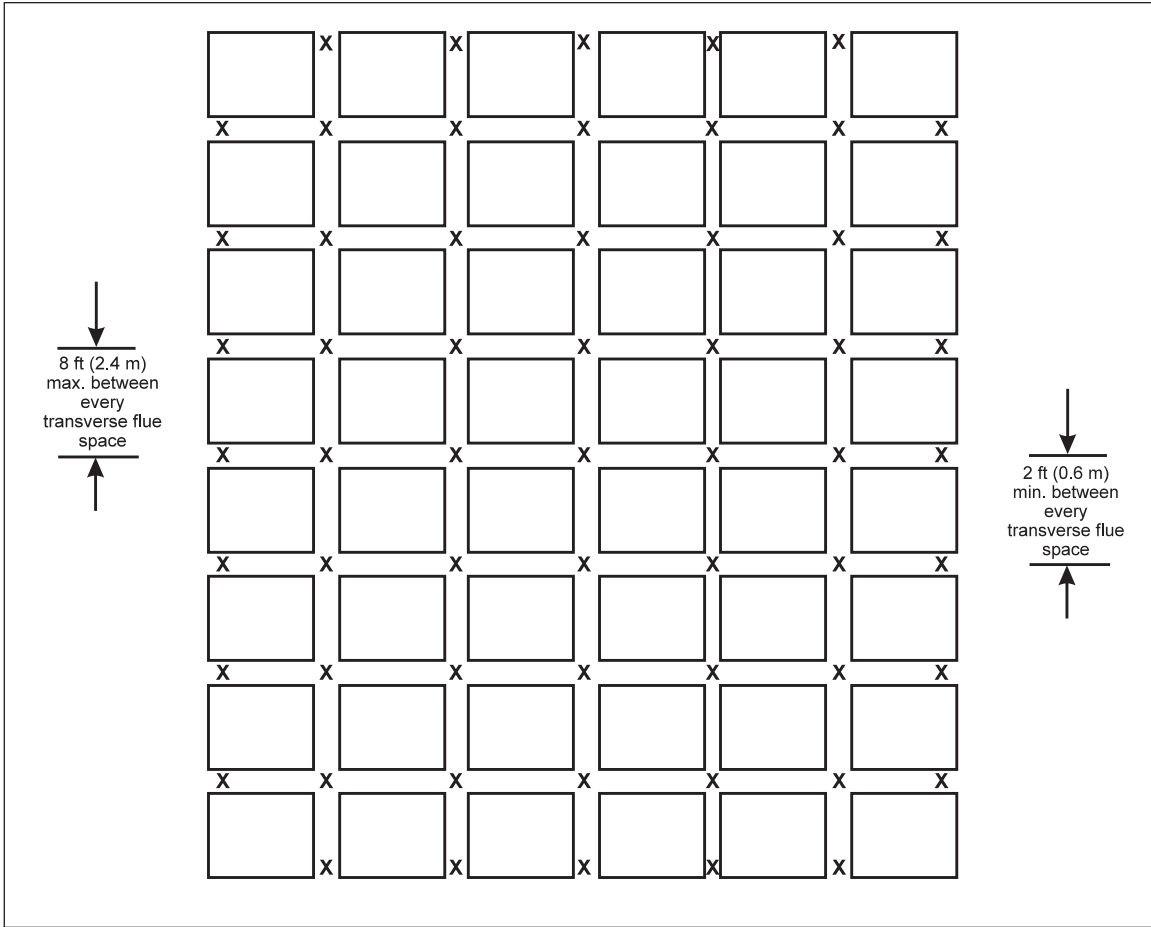 X X X X X
X X X X X X X
X X X X X X X
X X X X X X X
X X X X X X X
X X X X X X X
X X X X X X X
X X X X X X X
X X X X X
8 ft (2.4 m)
max. between
every
transverse flue
space
2 ft (0.6 m)
min. between
every
transverse flue
space